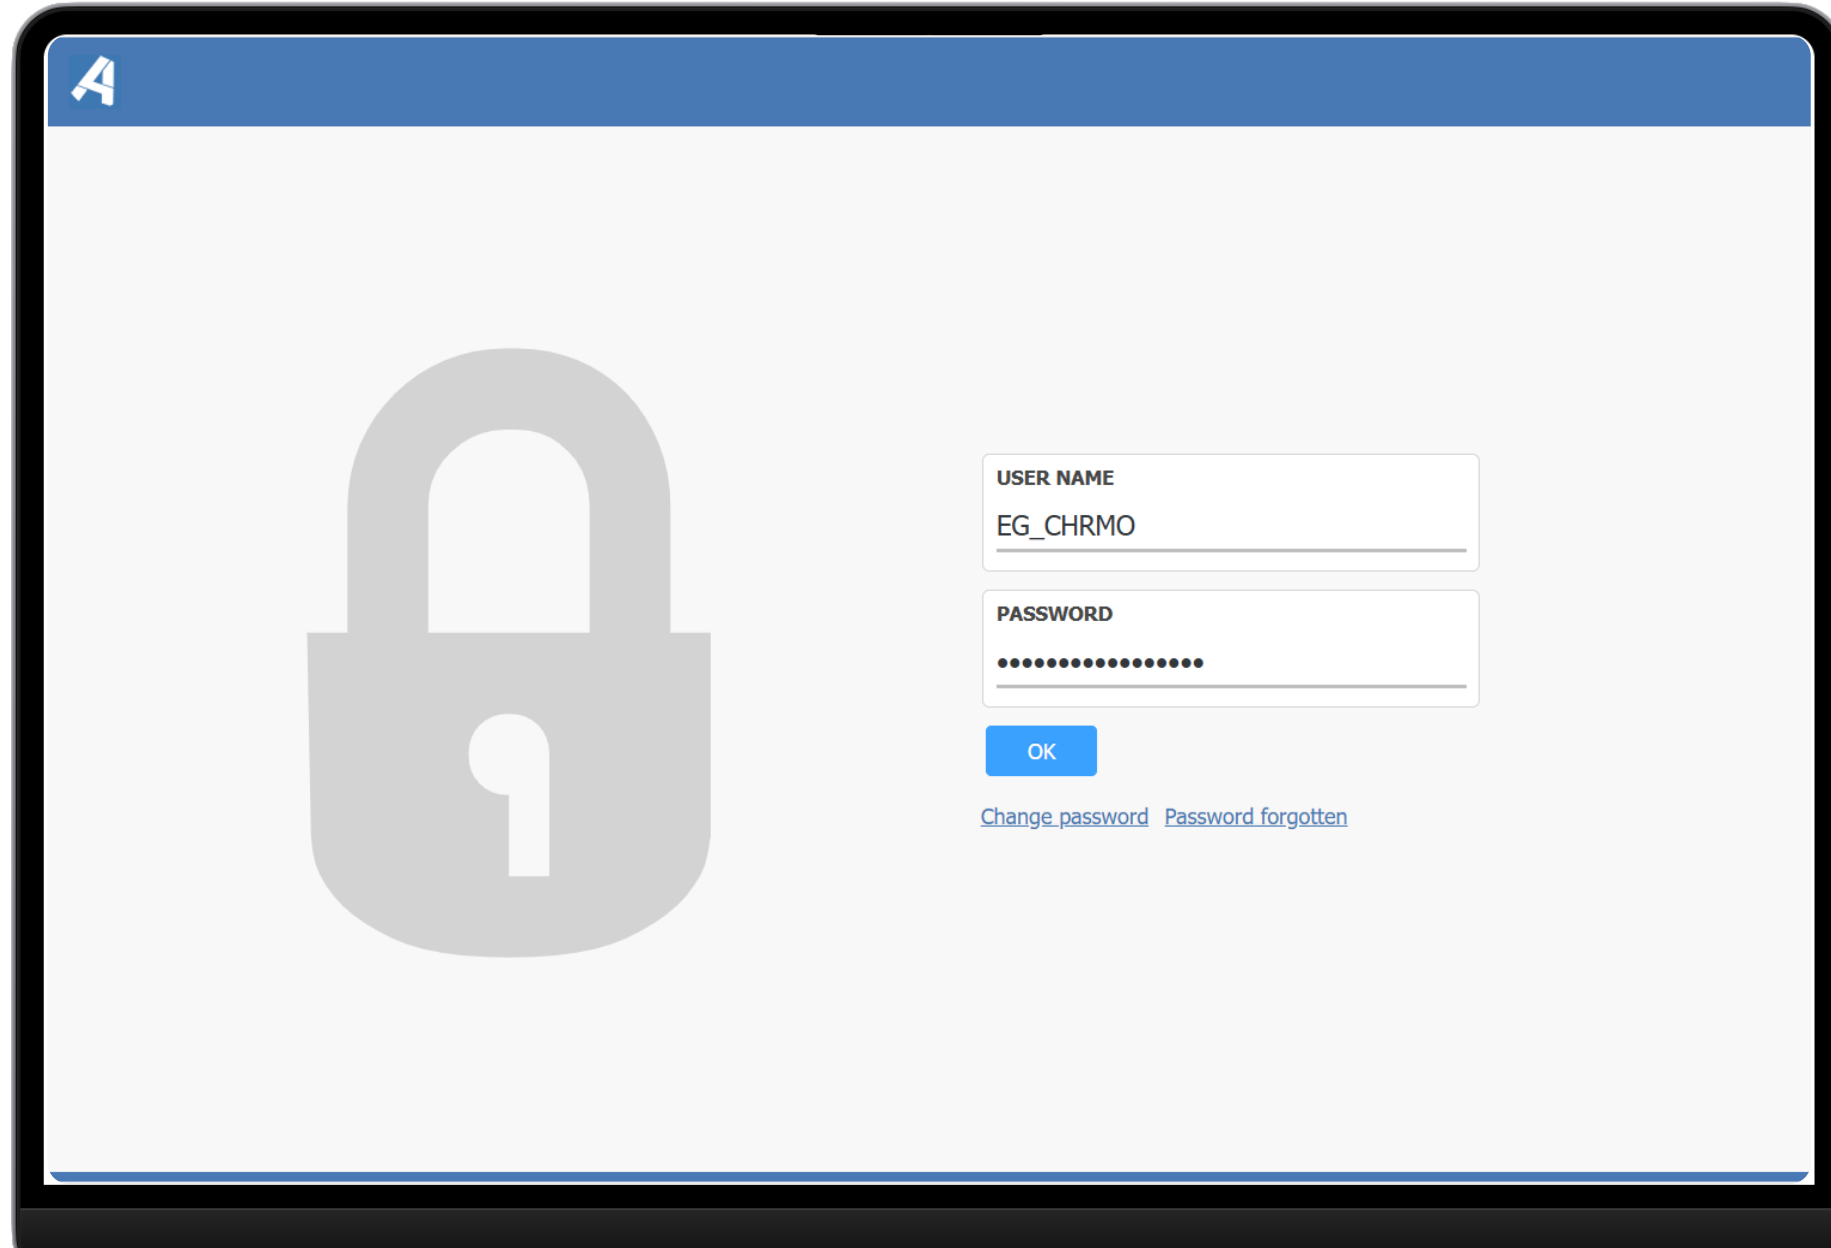 USER NAME
EG_CHRMO
PASSWORD
•••••••••••••••••
OK
Change password Password forgotten